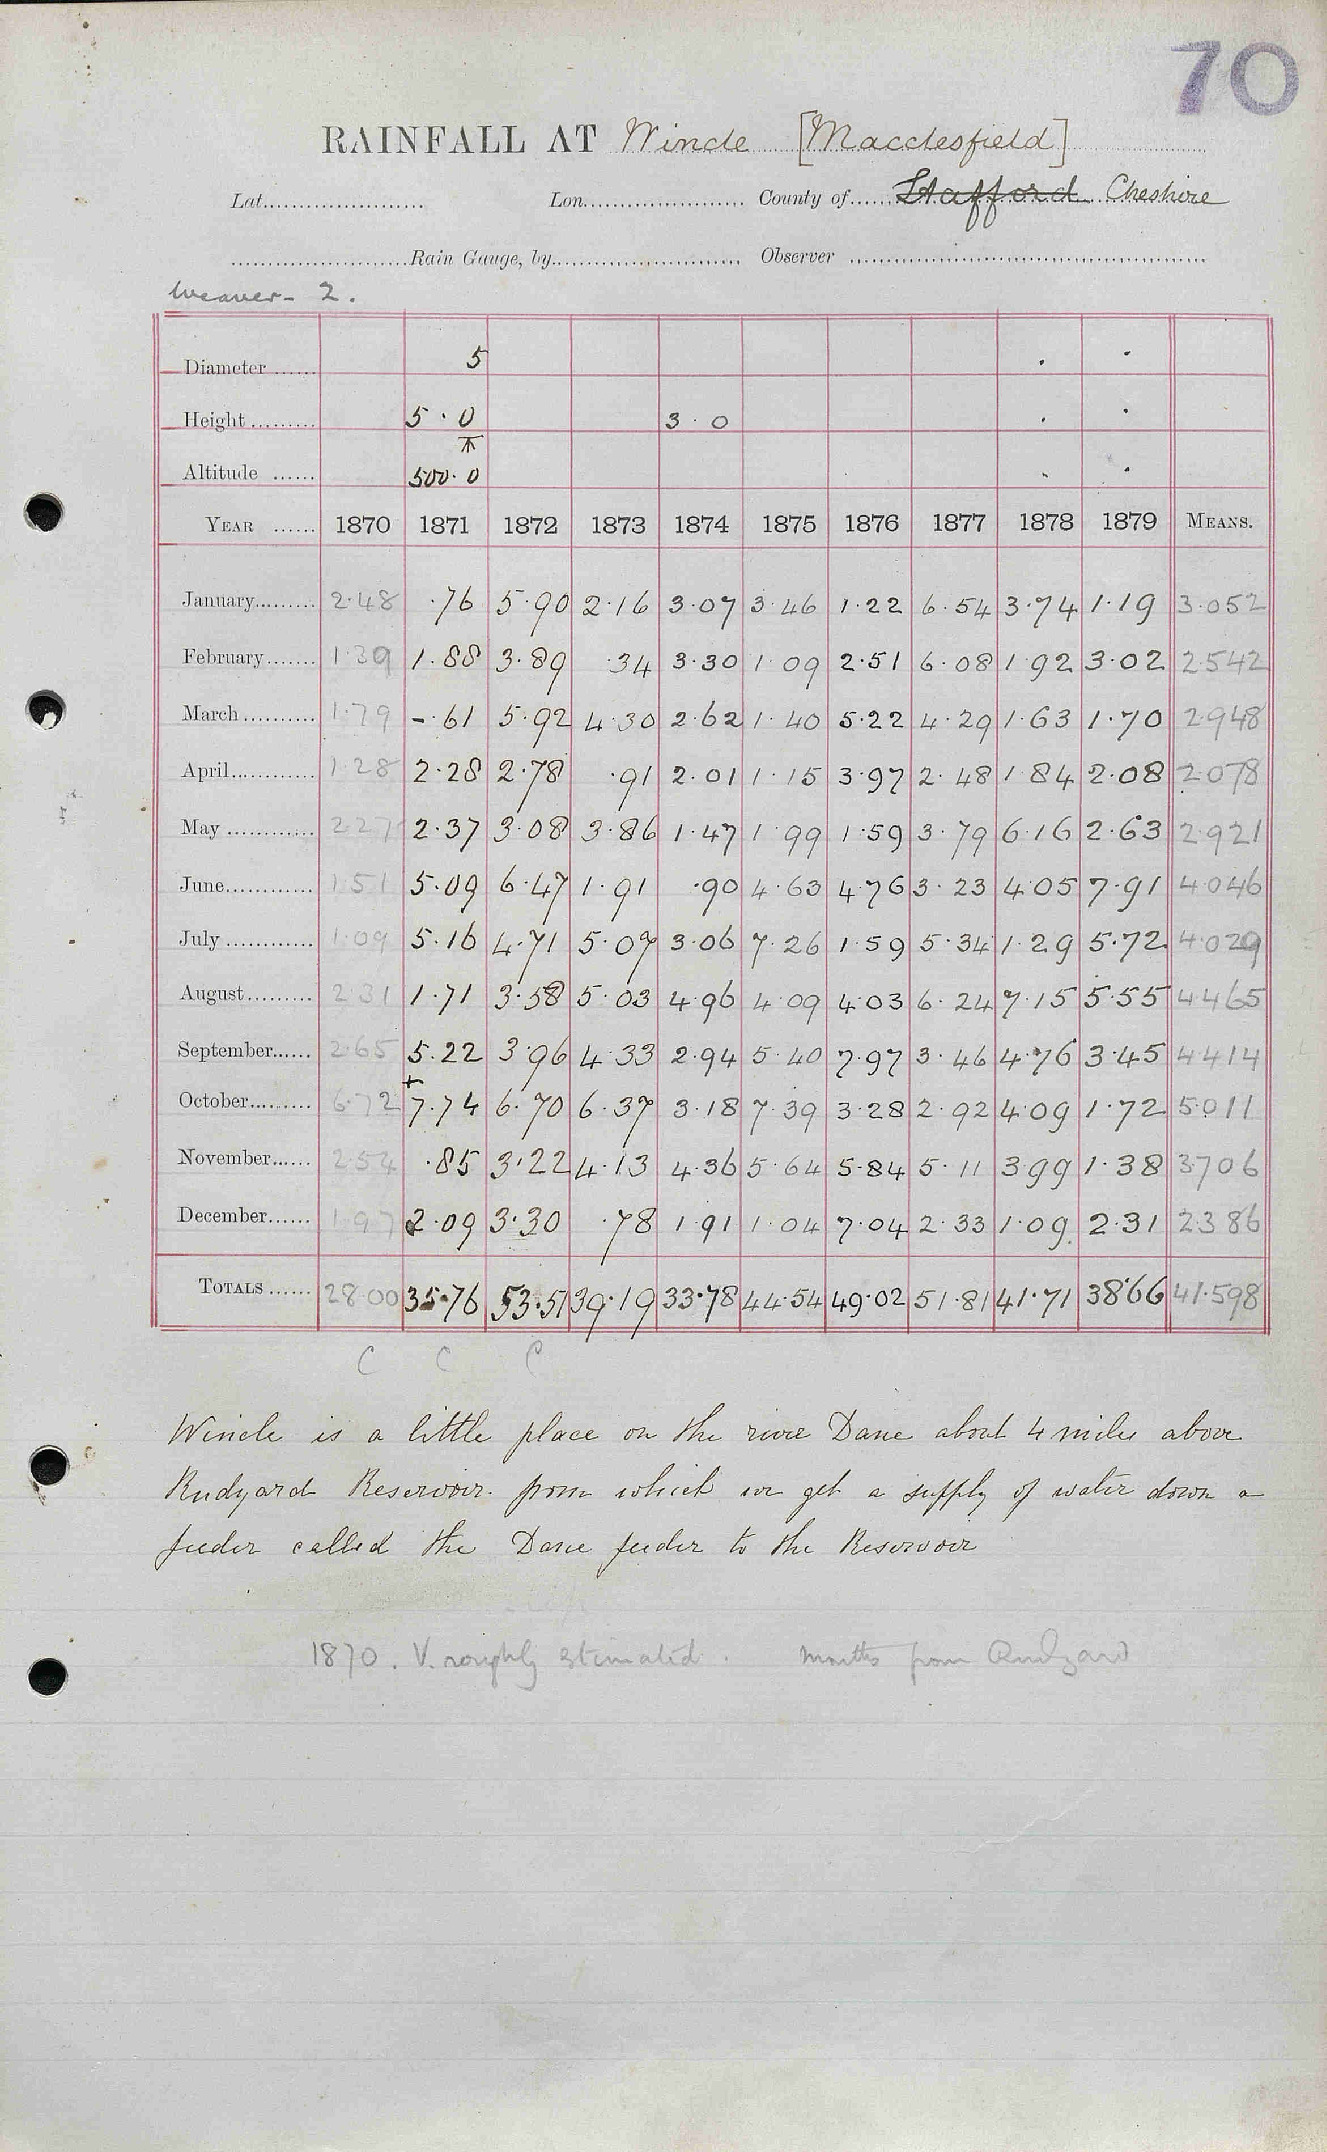 70
RAINFALL AT Wincle [Macclesfield]
Lat. Lon. County of Stafford Cheshire
Rain Gauge, by Observer
Weaver - 2.
Diameter 5 . .
Height 5·0 3·0 . .
Altitude 500·0 . .
YEAR 1870 1871 1872 1873 1874 1875 1876 1877 1878 1879 MEANS.
January 2·48 ·76 5·90 2·16 3·07 3·46 1·22 6·54 3·74 1·19 3·052
February 1·39 1·88 3·89 ·34 3·30 1·09 2·51 6·08 1·92 3·02 2·542
March 1·79 -·61 5·92 4·30 2·62 1·40 5·22 4·29 1·63 1·70 2·948
April 1·28 2·28 2·78 ·91 2·01 1·15 3·97 2·48 1·84 2·08 2·078
May 2·27 2·37 3·08 3·86 1·47 1·99 1·59 3·79 6·16 2·63 2·921
June 1·51 5·09 6·47 1·91 ·90 4·63 4·76 3·23 4·05 7·91 4·046
July 1·09 5·16 4·71 5·07 3·06 7·26 1·59 5·34 1·29 5·72 4·029
August 2·31 1·71 3·58 5·03 4·96 4·09 4·03 6·24 7·15 5·55 4·465
September 2·65 5·22 3·96 4·33 2·94 5·40 7·97 3·46 4·76 3·45 4·414
October 6·72 7·74 6·70 6·37 3·18 7·39 3·28 2·92 4·09 1·72 5·011
November 2·54 ·85 3·22 4·13 4·36 5·64 5·84 5·11 3·99 1·38 3·706
December 1·97 2·09 3·30 ·78 1·91 1·04 7·04 2·33 1·09 2·31 2·386
TOTALS 28·00 35·76 53·51 39·19 33·78 44·54 49·02 51·81 41·71 38·66 41·598
C C C
Wincle is a little place on the river Dane about 4 miles above
Rudyard Reservoir from which we get a supply of water down a
feeder called the Dane feeder to the Reservoir
1870. V. roughly estimated. Months from Rudyard